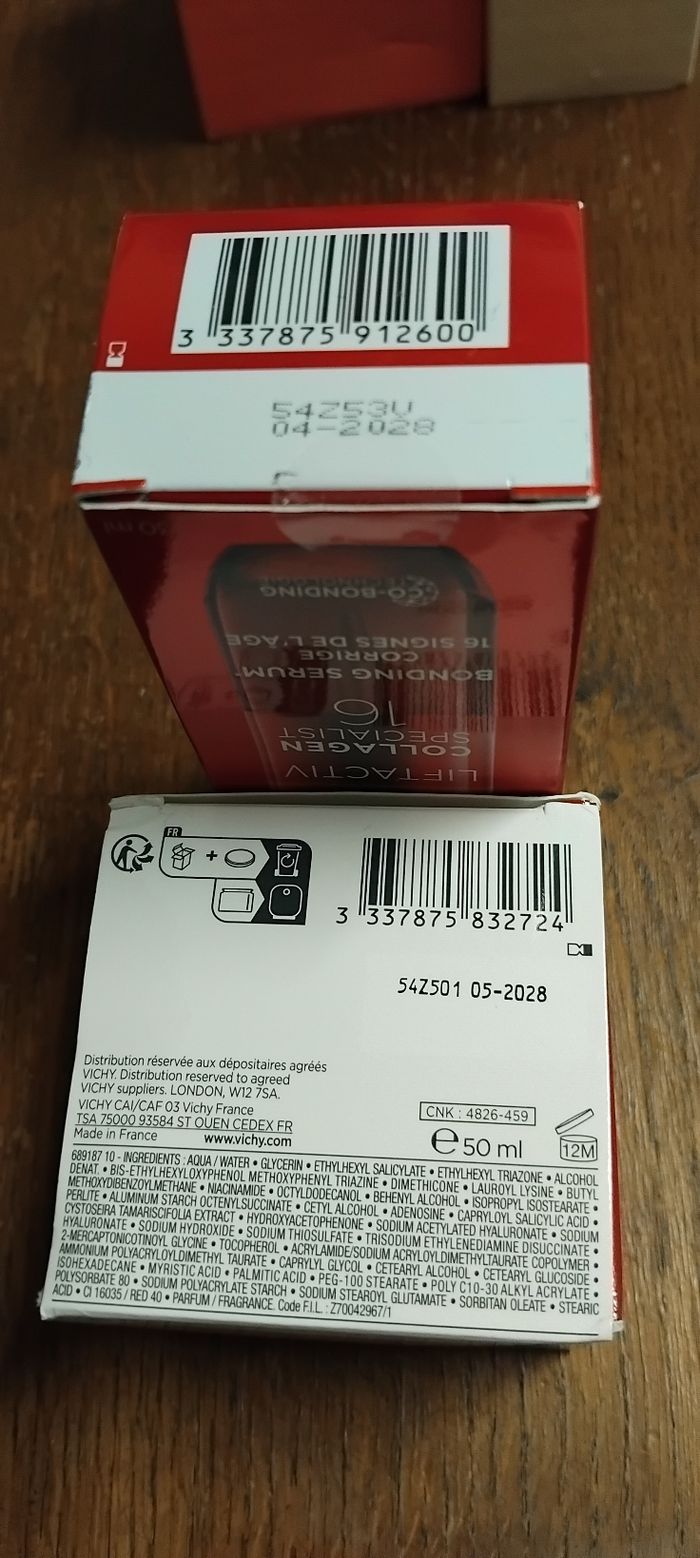 3 337875 912600
54Z53V
04-2028
30 ml
CO-BONDING
TECHNOLOGY
16 SIGNES DE L'ÂGE
CORRIGE
BONDING SERUM
16
SPECIALIST
COLLAGEN
LIFTACTIV
FR
+
3 337875 832724
54Z501 05-2028
Distribution réservée aux dépositaires agréés
VICHY. Distribution reserved to agreed
VICHY suppliers. LONDON, W12 7SA.
VICHY CAI/CAF 03 Vichy France
TSA 75000 93584 ST OUEN CEDEX FR
Made in France www.vichy.com
CNK : 4826-459
e 50 ml
12M
689187 10 - INGREDIENTS : AQUA / WATER • GLYCERIN • ETHYLHEXYL SALICYLATE • ETHYLHEXYL TRIAZONE • ALCOHOL
DENAT. • BIS-ETHYLHEXYLOXYPHENOL METHOXYPHENYL TRIAZINE • DIMETHICONE • LAUROYL LYSINE • BUTYL
METHOXYDIBENZOYLMETHANE • NIACINAMIDE • OCTYLDODECANOL • BEHENYL ALCOHOL • ISOPROPYL ISOSTEARATE •
PERLITE • ALUMINUM STARCH OCTENYLSUCCINATE • CETYL ALCOHOL • ADENOSINE • CAPRYLOYL SALICYLIC ACID •
CYSTOSEIRA TAMARISCIFOLIA EXTRACT • HYDROXYACETOPHENONE • SODIUM ACETYLATED HYALURONATE • SODIUM
HYALURONATE • SODIUM HYDROXIDE • SODIUM THIOSULFATE • TRISODIUM ETHYLENEDIAMINE DISUCCINATE •
2-MERCAPTONICOTINOYL GLYCINE • TOCOPHEROL • ACRYLAMIDE/SODIUM ACRYLOYLDIMETHYLTAURATE COPOLYMER •
AMMONIUM POLYACRYLOYLDIMETHYL TAURATE • CAPRYLYL GLYCOL • CETEARYL ALCOHOL • CETEARYL GLUCOSIDE •
ISOHEXADECANE • MYRISTIC ACID • PALMITIC ACID • PEG-100 STEARATE • POLY C10-30 ALKYL ACRYLATE •
POLYSORBATE 80 • SODIUM POLYACRYLATE STARCH • SODIUM STEAROYL GLUTAMATE • SORBITAN OLEATE • STEARIC
ACID • CI 16035 / RED 40 • PARFUM / FRAGRANCE. Code F.I.L. : Z70042967/1